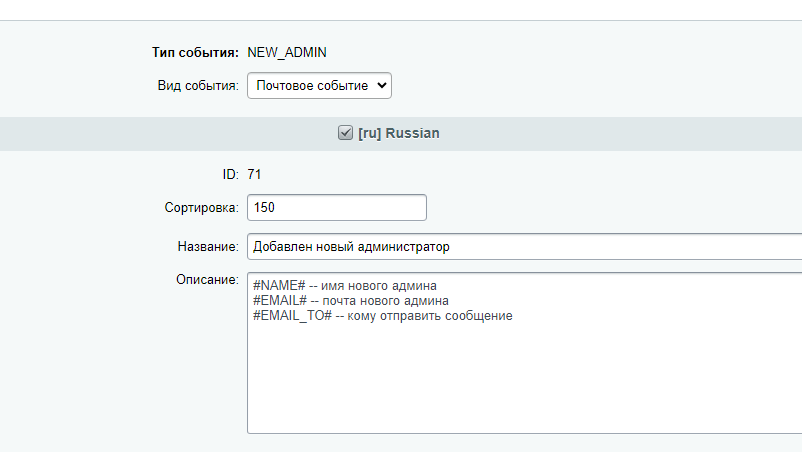 Тип события: NEW_ADMIN
Вид события: Почтовое событие
[ru] Russian
ID: 71
Сортировка: 150
Название: Добавлен новый администратор
Описание: #NAME# -- имя нового админа
#EMAIL# -- почта нового админа
#EMAIL_TO# -- кому отправить сообщение